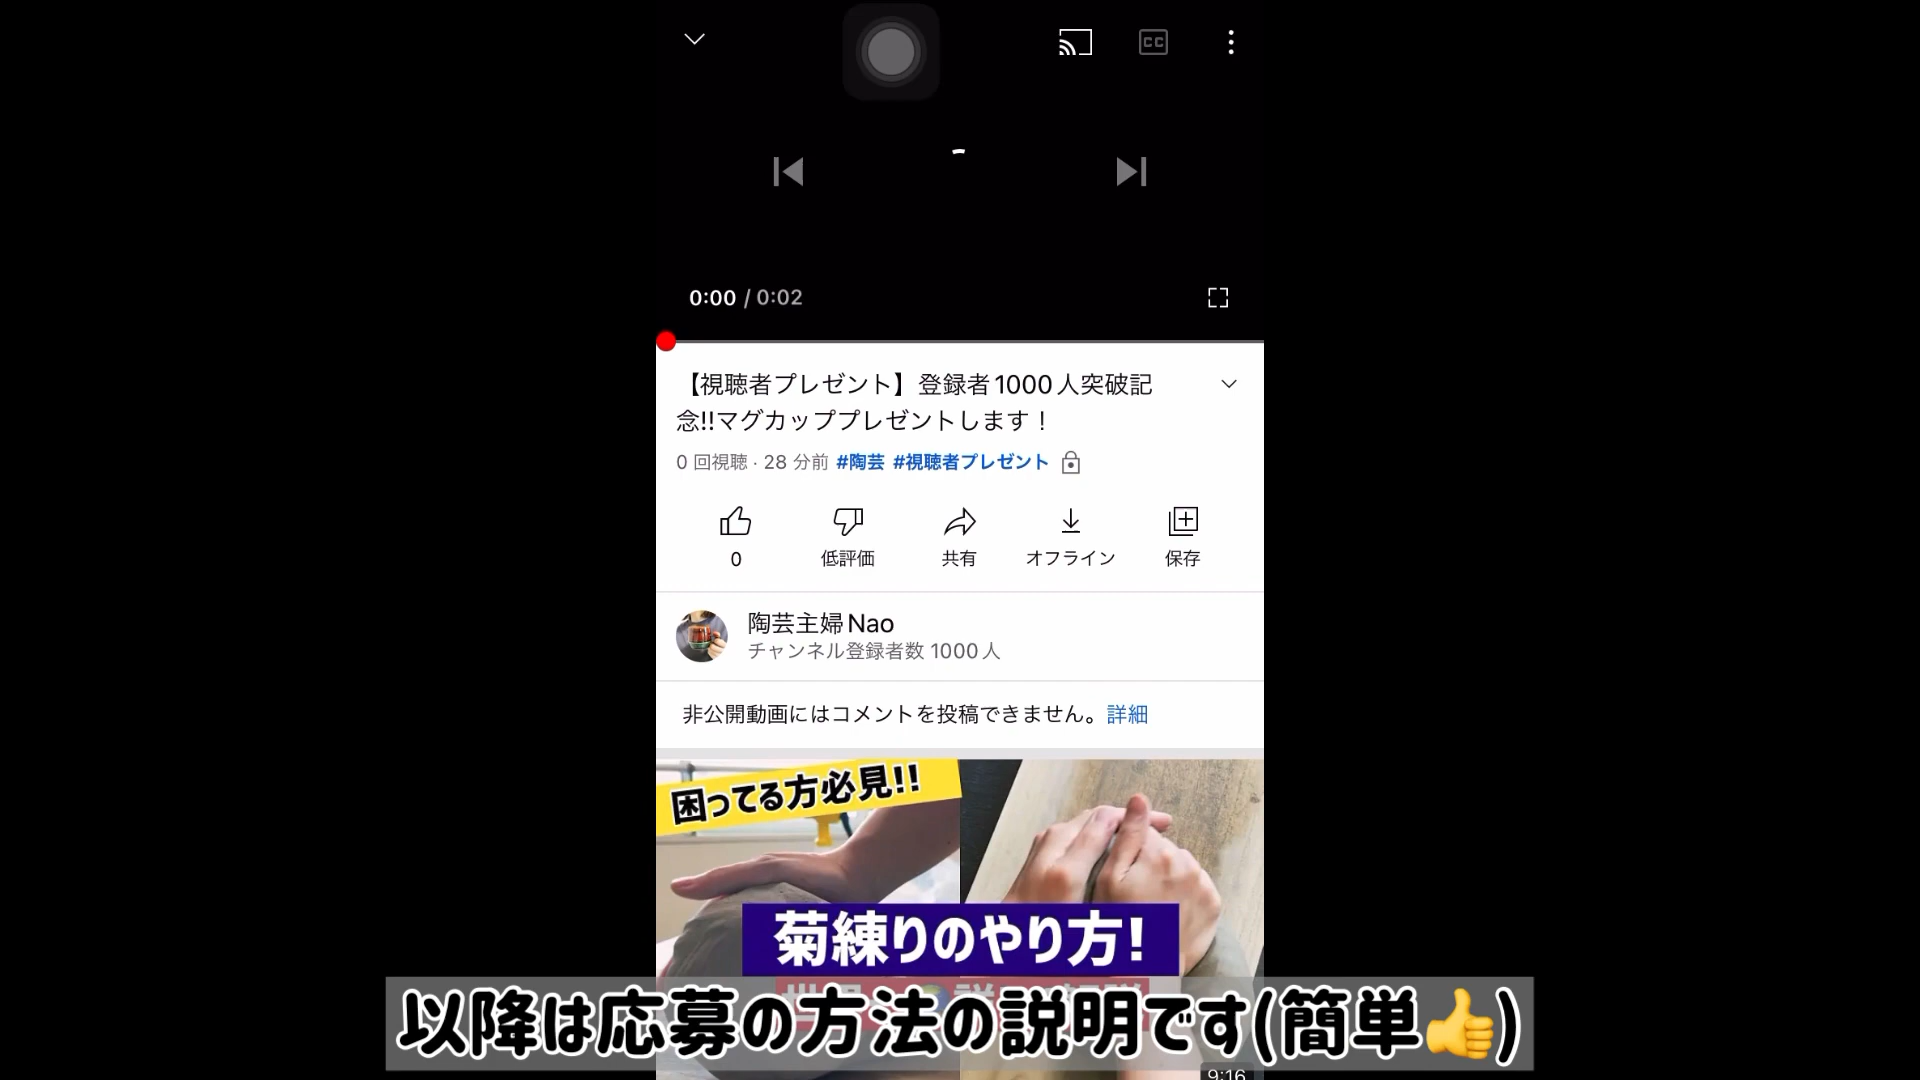 CC
0:00 / 0:02
【視聴者プレゼント】登録者1000人突破記
念!!マグカッププレゼントします！
0 回視聴 · 28 分前 #陶芸 #視聴者プレゼント
0
低評価
共有
オフライン
保存
陶芸主婦Nao
チャンネル登録者数 1000人
非公開動画にはコメントを投稿できません。詳細
困ってる方必見!!
菊練りのやり方!
以降は応募の方法の説明です(簡単👍)
9:16